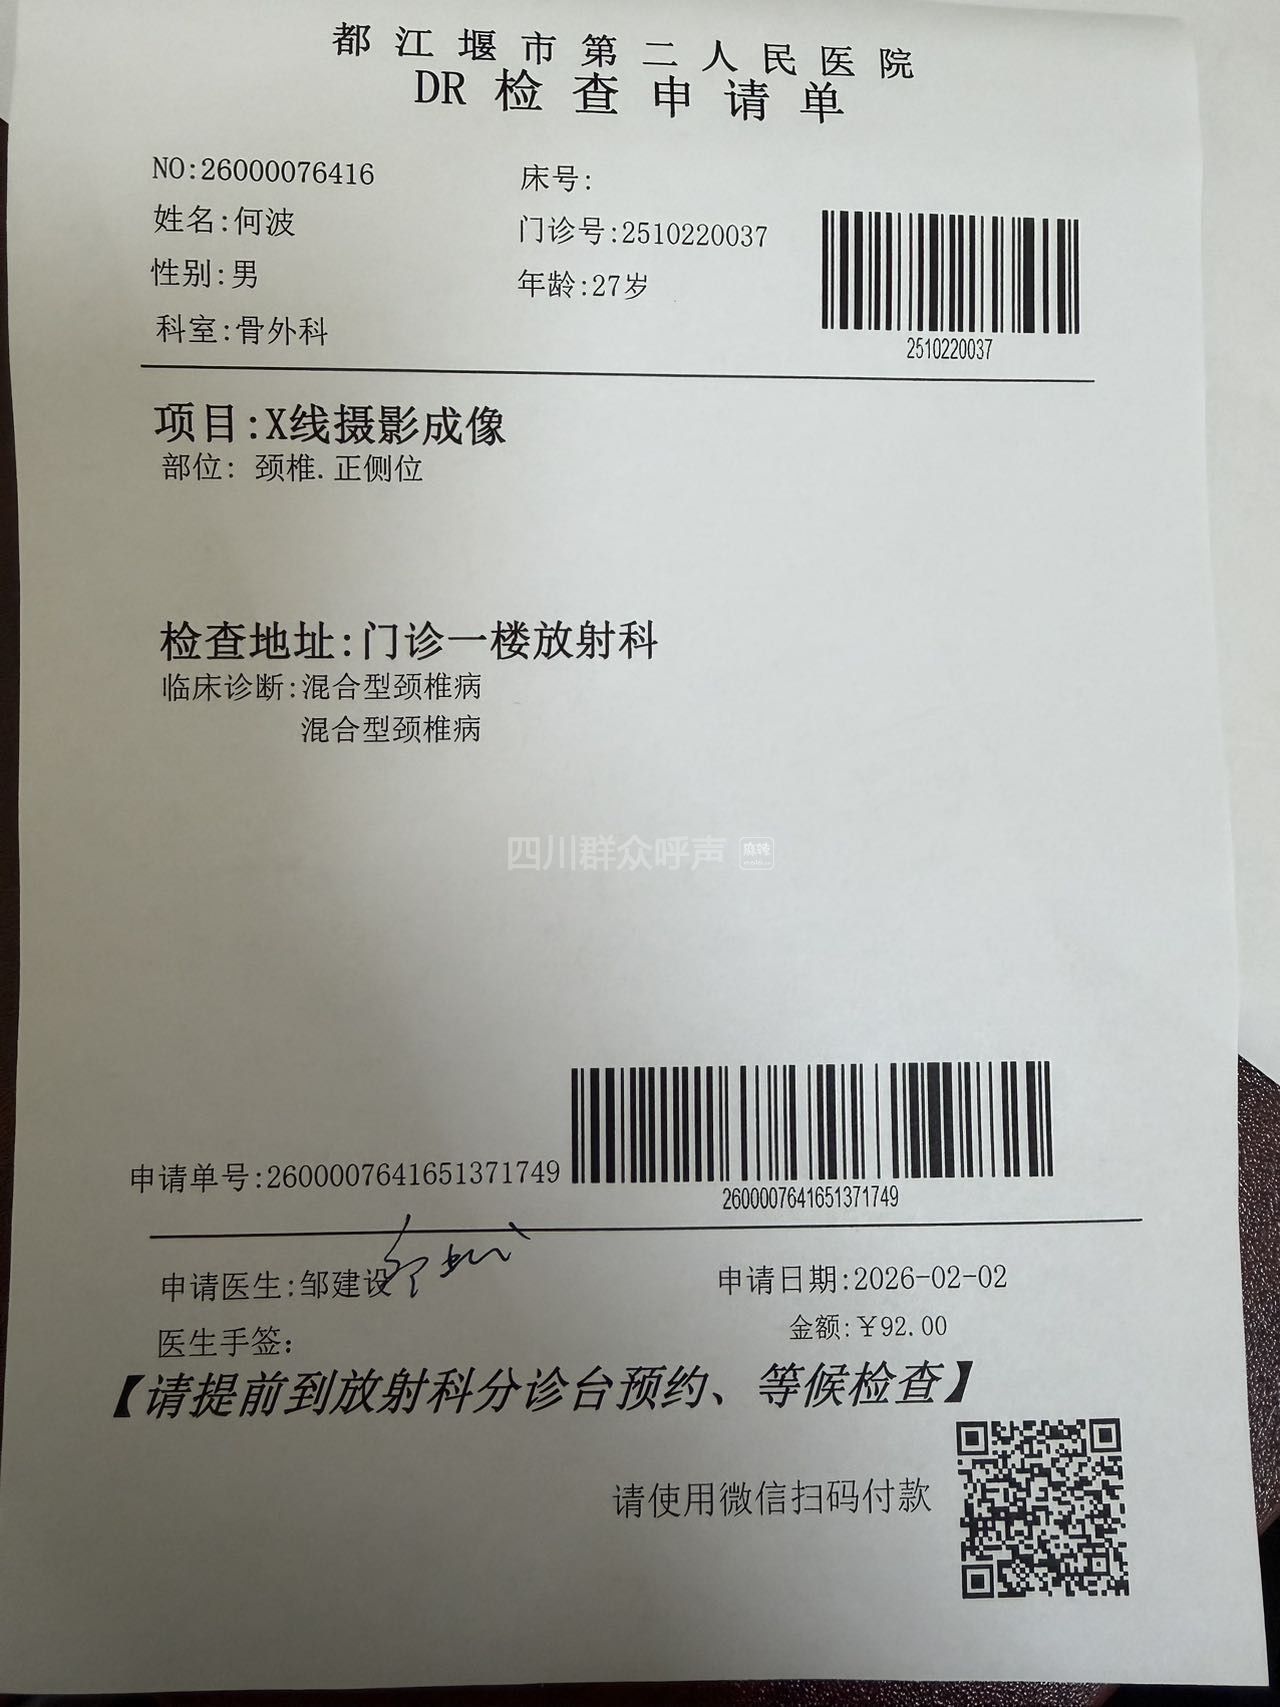 都江堰市第二人民医院
DR检查申请单
NO:26000076416 床号:
姓名:何波 门诊号:2510220037
性别:男 年龄:27岁
科室:骨外科
2510220037
项目:X线摄影成像
部位: 颈椎.正侧位
检查地址:门诊一楼放射科
临床诊断:混合型颈椎病
混合型颈椎病
四川群众呼声 麻辣
申请单号:2600007641651371749
2600007641651371749
申请医生:邹建设 申请日期:2026-02-02
金额:¥92.00
医生手签:
【请提前到放射科分诊台预约、等候检查】
请使用微信扫码付款